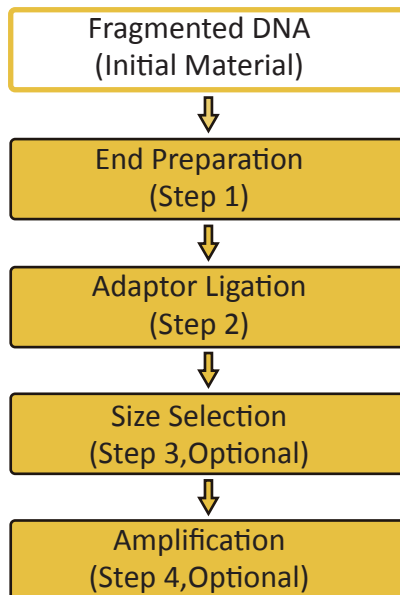 Fragmented DNA
(Initial Material)
End Preparation
(Step 1)
Adaptor Ligation
(Step 2)
Size Selection
(Step 3,Optional)
Amplification
(Step 4,Optional)